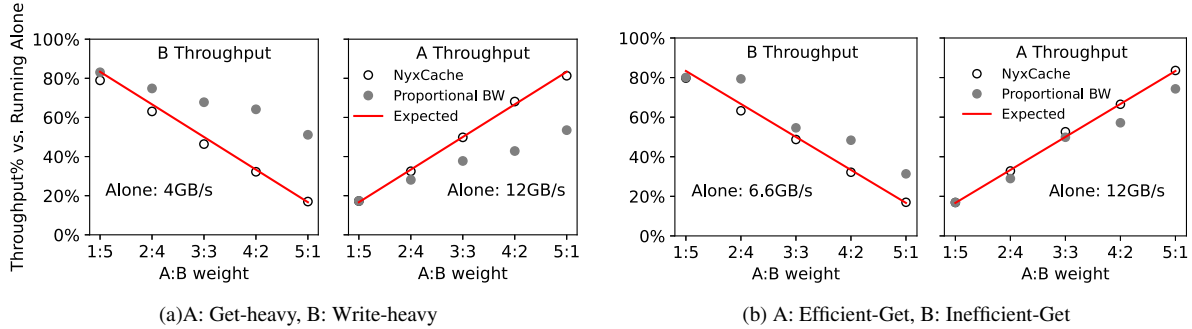 Throughput% vs. Running Alone
100%
80%
60%
40%
20%
0%
B Throughput
Alone: 4GB/s
1:5 2:4 3:3 4:2 5:1
A:B weight
A Throughput
NyxCache
Proportional BW
Expected
Alone: 12GB/s
1:5 2:4 3:3 4:2 5:1
A:B weight
(a)A: Get-heavy, B: Write-heavy
100%
80%
60%
40%
20%
0%
B Throughput
Alone: 6.6GB/s
1:5 2:4 3:3 4:2 5:1
A:B weight
A Throughput
NyxCache
Proportional BW
Expected
Alone: 12GB/s
1:5 2:4 3:3 4:2 5:1
A:B weight
(b) A: Efficient-Get, B: Inefficient-Get